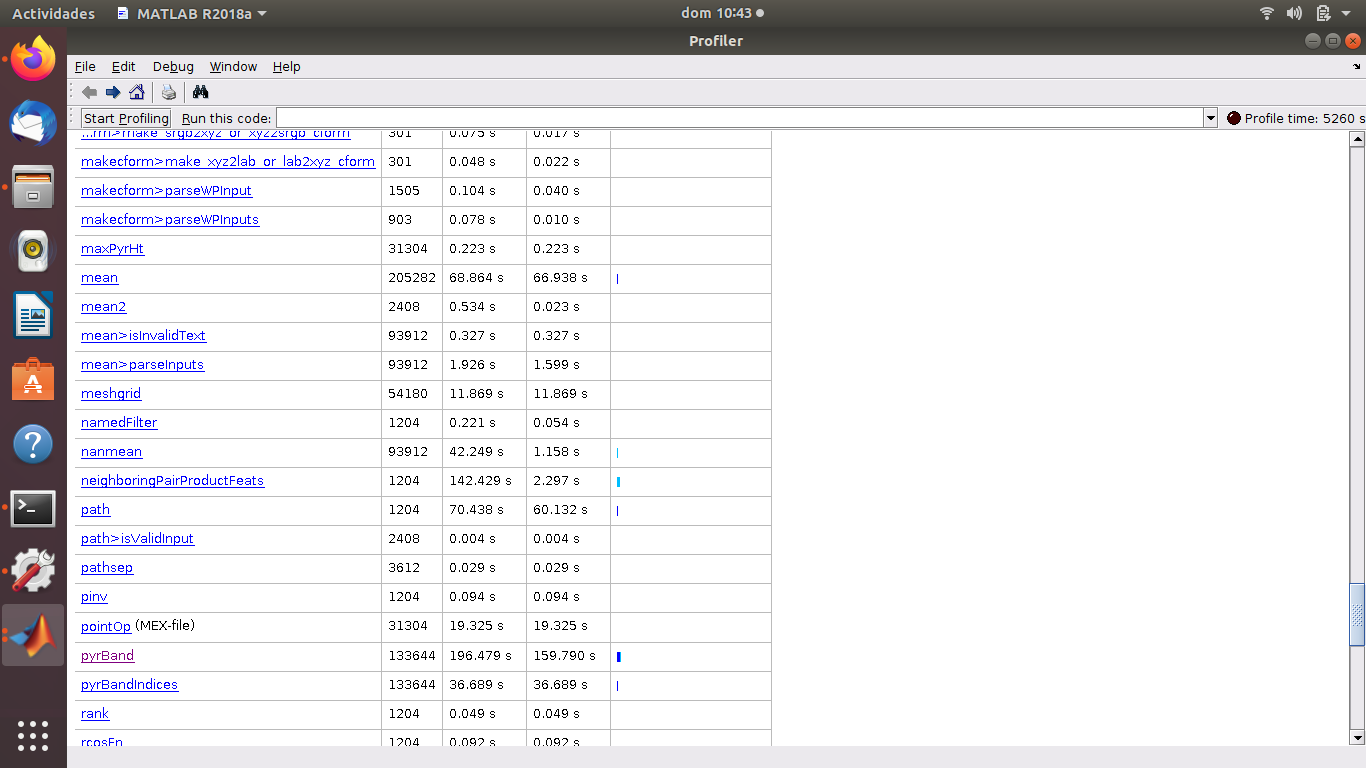 Actividades MATLAB R2018a dom 10:43
Profiler
File Edit Debug Window Help
Start Profiling Run this code: Profile time: 5260 s
...rm>make_srgb2xyz_or_xyz2srgb_cform 301 0.075 s 0.017 s
makecform>make_xyz2lab_or_lab2xyz_cform 301 0.048 s 0.022 s
makecform>parseWPInput 1505 0.104 s 0.040 s
makecform>parseWPInputs 903 0.078 s 0.010 s
maxPyrHt 31304 0.223 s 0.223 s
mean 205282 68.864 s 66.938 s
mean2 2408 0.534 s 0.023 s
mean>isInvalidText 93912 0.327 s 0.327 s
mean>parseInputs 93912 1.926 s 1.599 s
meshgrid 54180 11.869 s 11.869 s
namedFilter 1204 0.221 s 0.054 s
nanmean 93912 42.249 s 1.158 s
neighboringPairProductFeats 1204 142.429 s 2.297 s
path 1204 70.438 s 60.132 s
path>isValidInput 2408 0.004 s 0.004 s
pathsep 3612 0.029 s 0.029 s
pinv 1204 0.094 s 0.094 s
pointOp (MEX-file) 31304 19.325 s 19.325 s
pyrBand 133644 196.479 s 159.790 s
pyrBandIndices 133644 36.689 s 36.689 s
rank 1204 0.049 s 0.049 s
rcosFn 1204 0.092 s 0.092 s